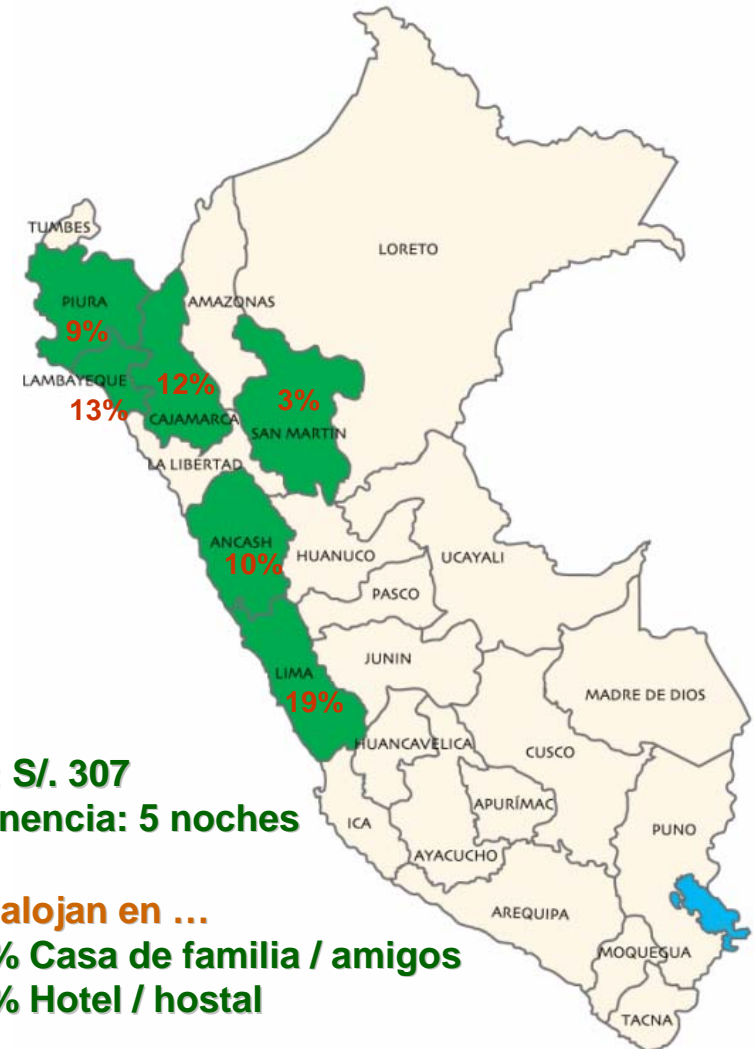 TUMBES
LORETO
PIURA
AMAZONAS
9%
LAMBAYEQUE
12%
3%
13%
CAJAMARCA
SAN MARTIN
LA LIBERTAD
ANCASH
10%
HUANUCO
UCAYALI
PASCO
JUNIN
LIMA
19%
MADRE DE DIOS
HUANCAVELICA
CUSCO
S/. 307
nencia: 5 noches
ICA
APURÍMAC
PUNO
AYACUCHO
alojan en …
% Casa de familia / amigos
% Hotel / hostal
AREQUIPA
MOQUEGUA
TACNA